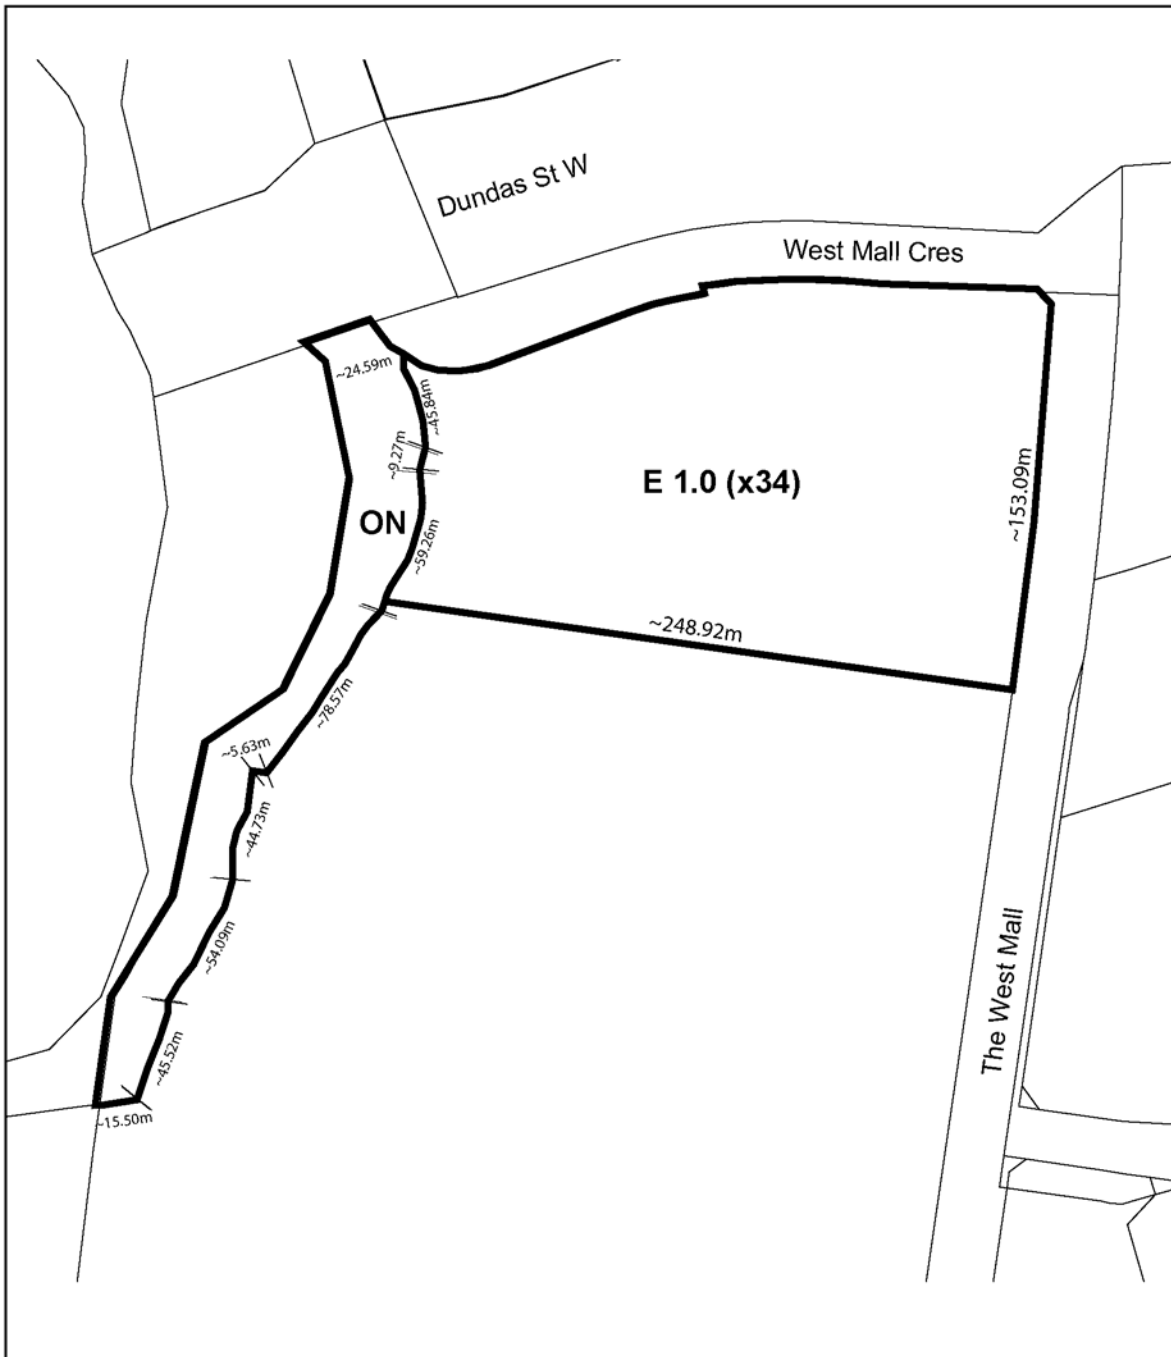 Dundas St W
West Mall Cres
~24.59m
~45.84m
~9.27m
E 1.0 (x34)
~153.09m
ON
~59.26m
~248.92m
~78.57m
~5.63m
~44.73m
~54.09m
The West Mall
~45.52m
~15.50m